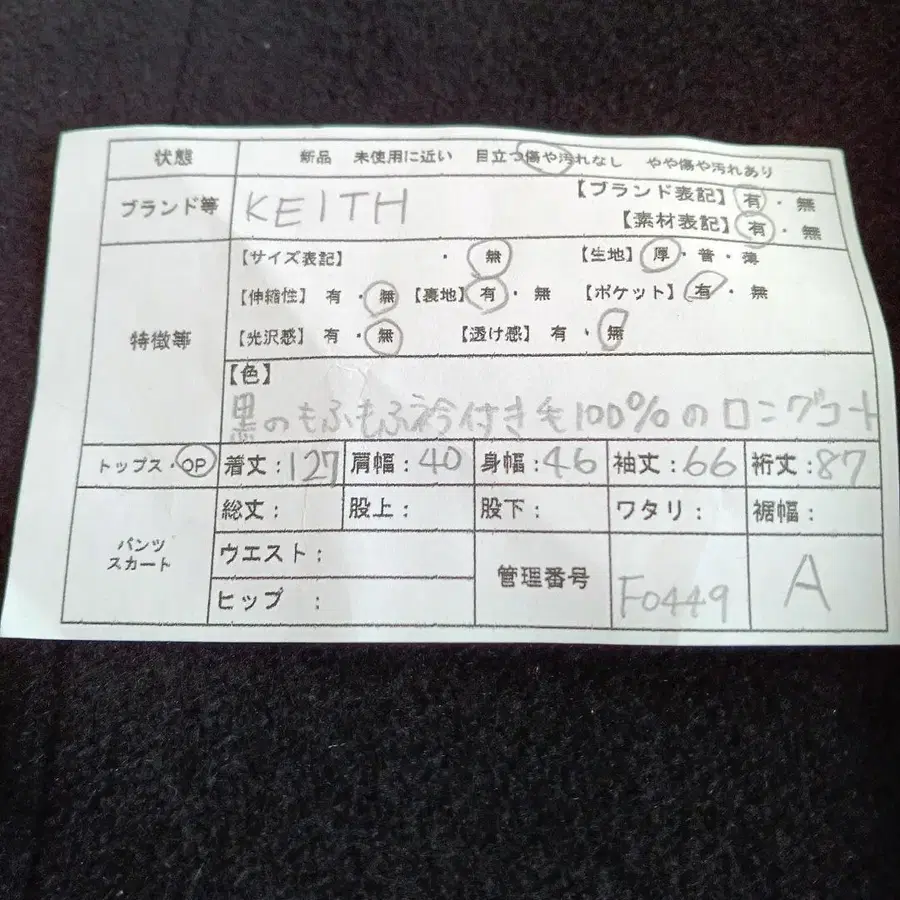 状態 新品 未使用に近い 目立つ傷や汚れなし やや傷や汚れあり
ブランド等 KEITH 【ブランド表記】 有・無
【素材表記】 有・無
特徴等 【サイズ表記】 ・ 無 【生地】 厚・普・薄
【伸縮性】 有・無 【裏地】 有・無 【ポケット】 有・無
【光沢感】 有・無 【透け感】 有・無
【色】
黒のもふもふ衿付き毛100%のロングコート
トップス・OP 着丈:127 肩幅:40 身幅:46 袖丈:66 裄丈:87
パンツ スカート 総丈: 股上: 股下: ワタリ: 裾幅:
ウエスト: 管理番号 F0449 A
ヒップ :